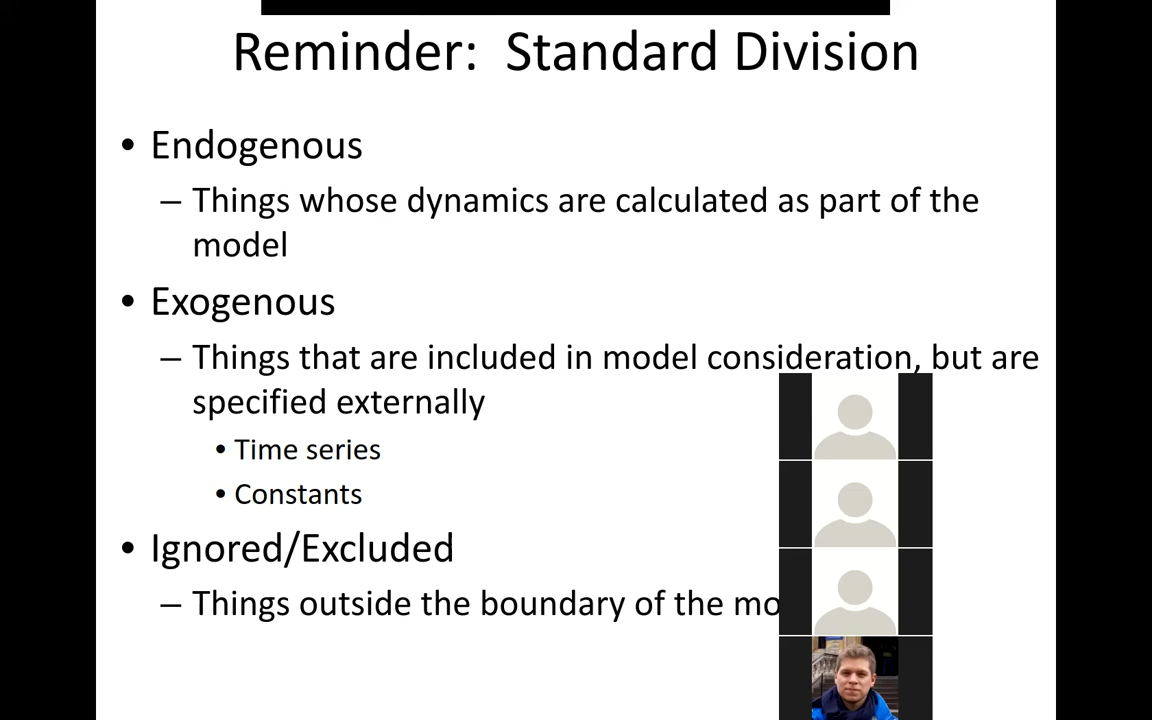 Reminder: Standard Division
• Endogenous
– Things whose dynamics are calculated as part of the
model
• Exogenous
– Things that are included in model consideration, but are
specified externally
• Time series
• Constants
• Ignored/Excluded
– Things outside the boundary of the